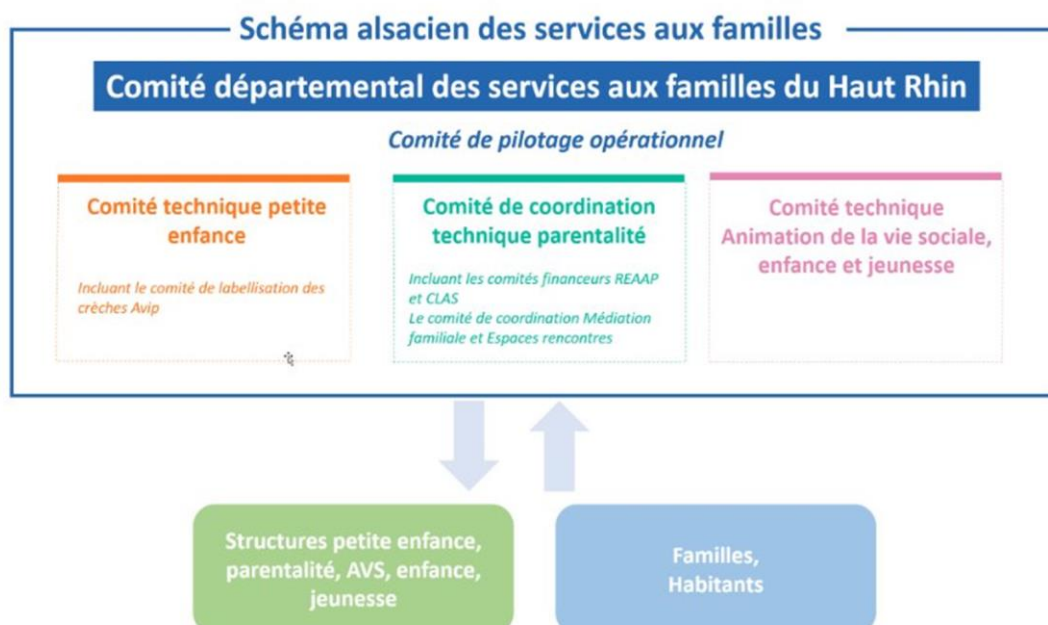 Schéma alsacien des services aux familles
Comité départemental des services aux familles du Haut Rhin
Comité de pilotage opérationnel
Comité technique petite
enfance
Incluant le comité de labellisation des
crèches Avip
Comité de coordination
technique parentalité
Incluant les comités financeurs REAAP
et CLAS
Le comité de coordination Médiation
familiale et Espaces rencontres
Comité technique
Animation de la vie sociale,
enfance et jeunesse
Structures petite enfance,
parentalité, AVS, enfance,
jeunesse
Familles,
Habitants